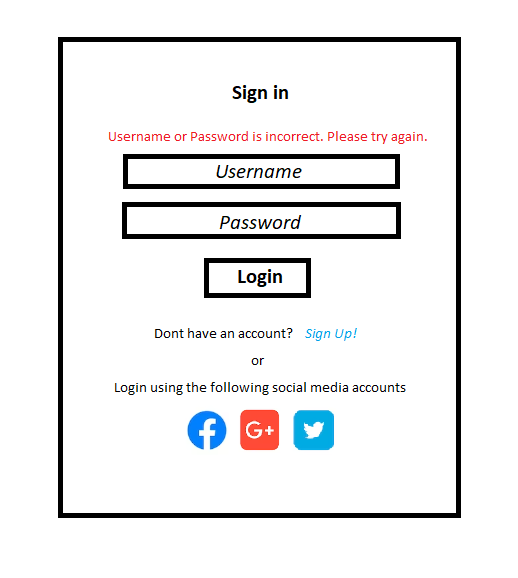 Sign in
Username or Password is incorrect. Please try again.
Username
Password
Login
Dont have an account? Sign Up!
or
Login using the following social media accounts
G+